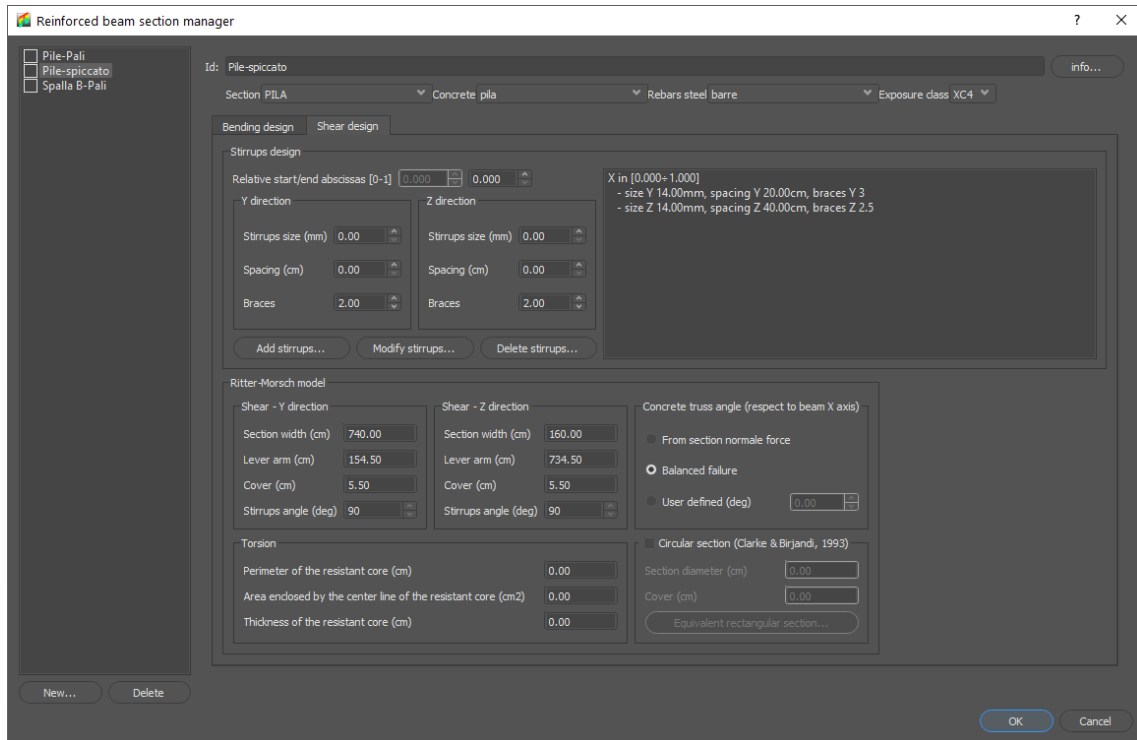 Reinforced beam section manager ? ×
Pile-Pali
Pile-spiccato
Spalla B-Pali
Id: Pile-spiccato info...
Section PILA Concrete pila Rebars steel barre Exposure class XC4
Bending design Shear design
Stirrups design
Relative start/end abscissas [0-1] 0.000 0.000
Y direction
Stirrups size (mm) 0.00
Spacing (cm) 0.00
Braces 2.00
Z direction
Stirrups size (mm) 0.00
Spacing (cm) 0.00
Braces 2.00
Add stirrups... Modify stirrups... Delete stirrups...
X in [0.000÷1.000]
- size Y 14.00mm, spacing Y 20.00cm, braces Y 3
- size Z 14.00mm, spacing Z 40.00cm, braces Z 2.5
Ritter-Morsch model
Shear - Y direction
Section width (cm) 740.00
Lever arm (cm) 154.50
Cover (cm) 5.50
Stirrups angle (deg) 90
Shear - Z direction
Section width (cm) 160.00
Lever arm (cm) 734.50
Cover (cm) 5.50
Stirrups angle (deg) 90
Concrete truss angle (respect to beam X axis)
From section normale force
Balanced failure
User defined (deg) 0.00
Torsion
Perimeter of the resistant core (cm) 0.00
Area enclosed by the center line of the resistant core (cm2) 0.00
Thickness of the resistant core (cm) 0.00
Circular section (Clarke & Birjandi, 1993)
Section diameter (cm) 0.00
Cover (cm) 0.00
Equivalent rectangular section...
New... Delete
OK Cancel